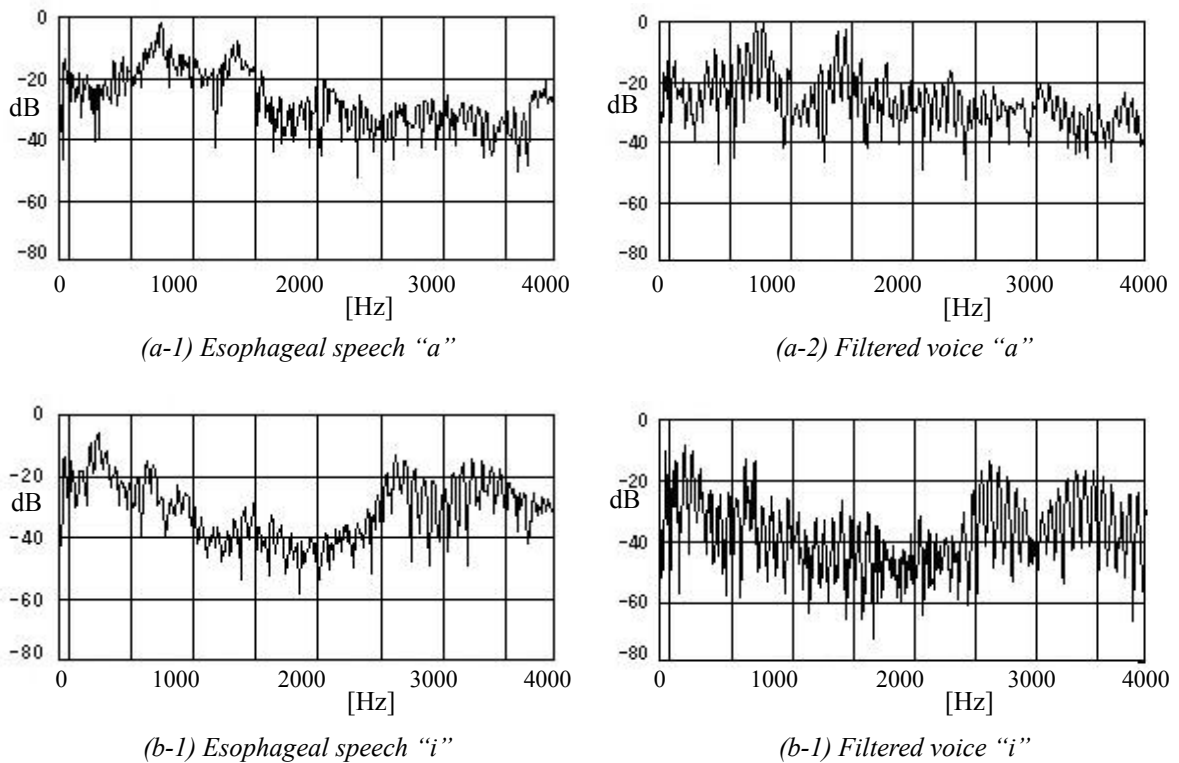 0
-20
dB
-40
-60
-80
0 1000 2000 3000 4000
[Hz]
(a-1) Esophageal speech “a”
0
-20
dB
-40
-60
-80
0 1000 2000 3000 4000
[Hz]
(a-2) Filtered voice “a”
0
-20
dB
-40
-60
-80
0 1000 2000 3000 4000
[Hz]
(b-1) Esophageal speech “i”
0
-20
dB
-40
-60
-80
0 1000 2000 3000 4000
[Hz]
(b-1) Filtered voice “i”